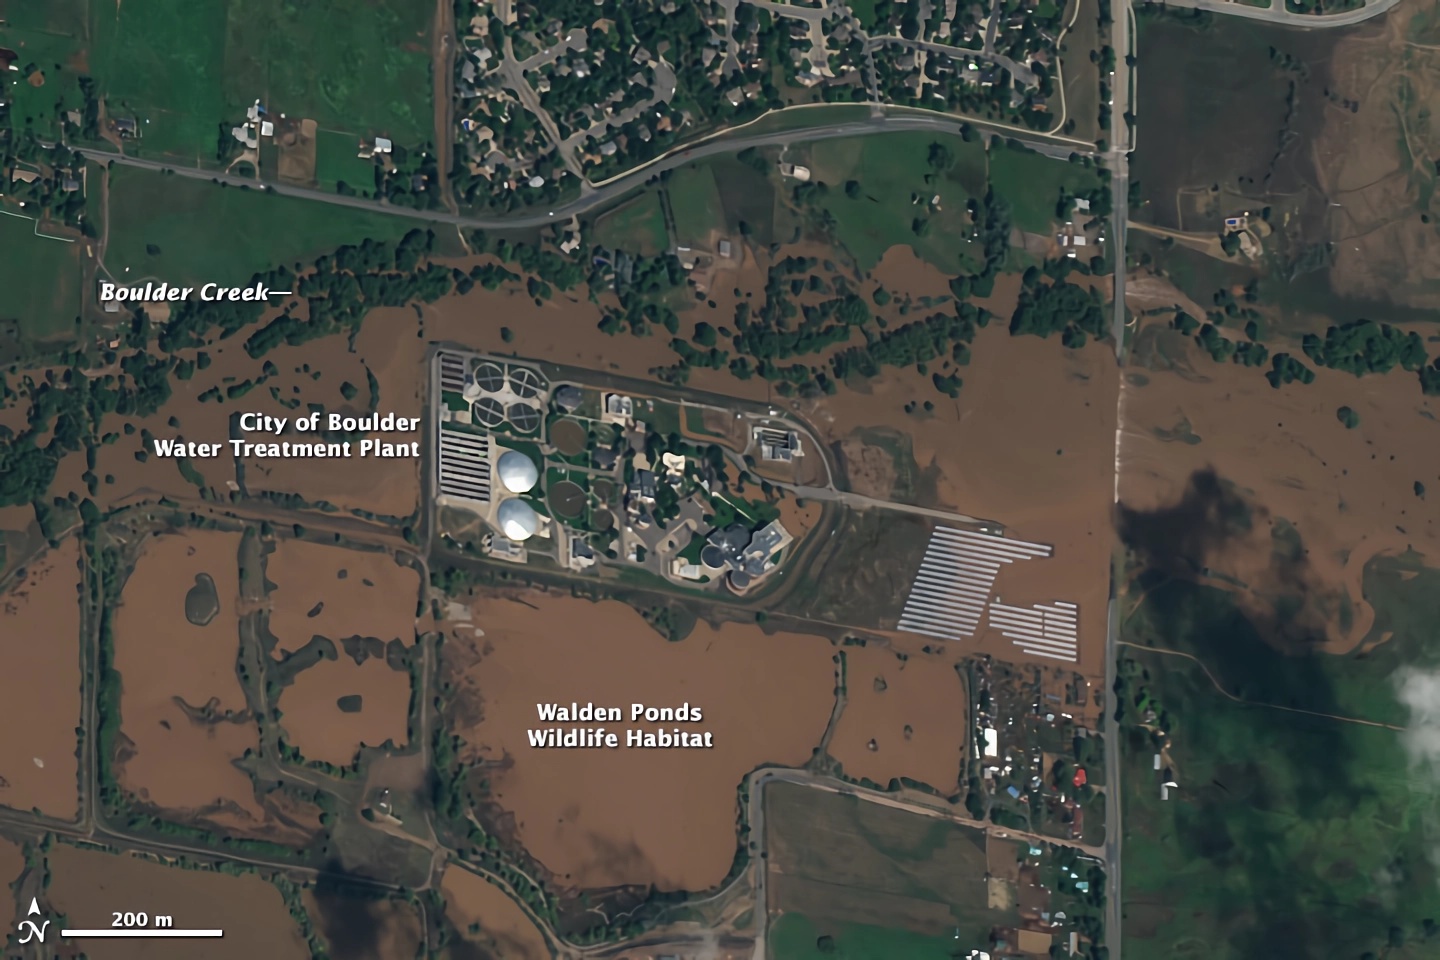 Boulder Creek
City of Boulder
Water Treatment Plant
Walden Ponds
Wildlife Habitat
N
200 m